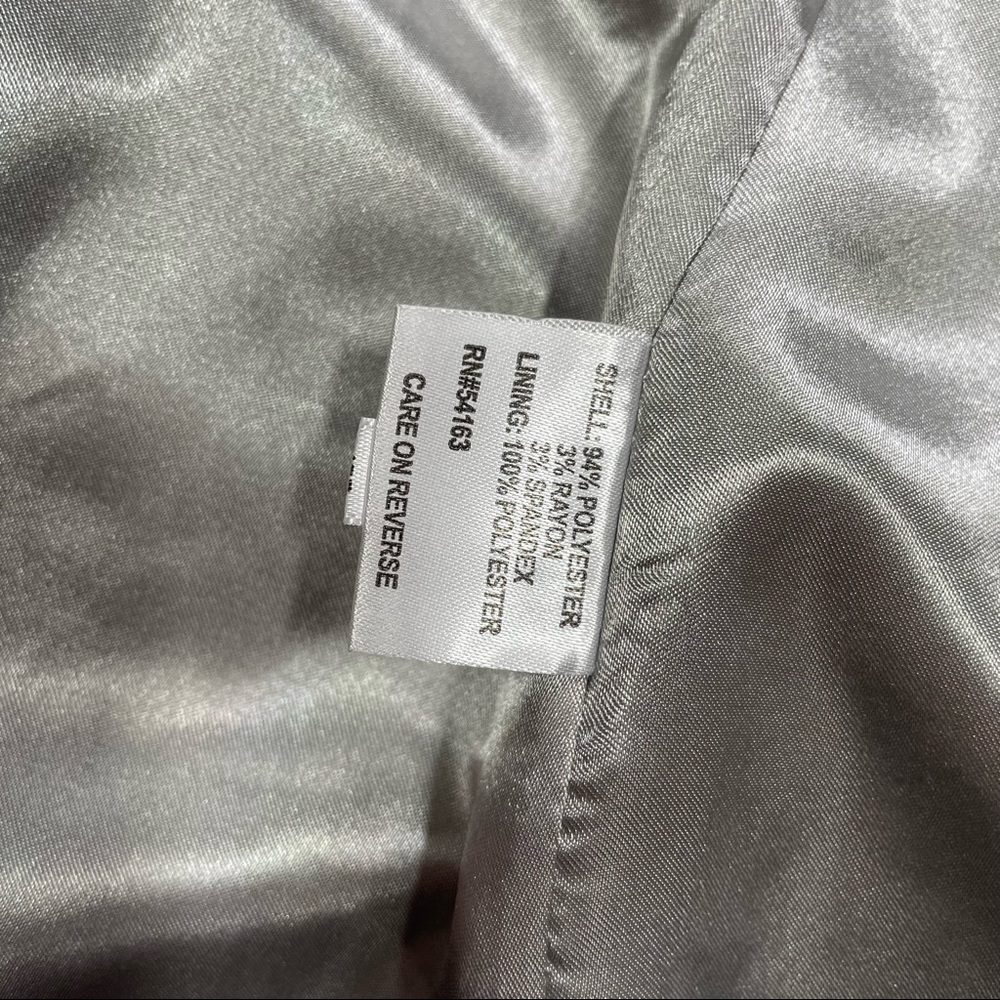 SHELL: 94% POLYESTER
3% RAYON
3% SPANDEX
LINING: 100% POLYESTER
RN#54163
CARE ON REVERSE